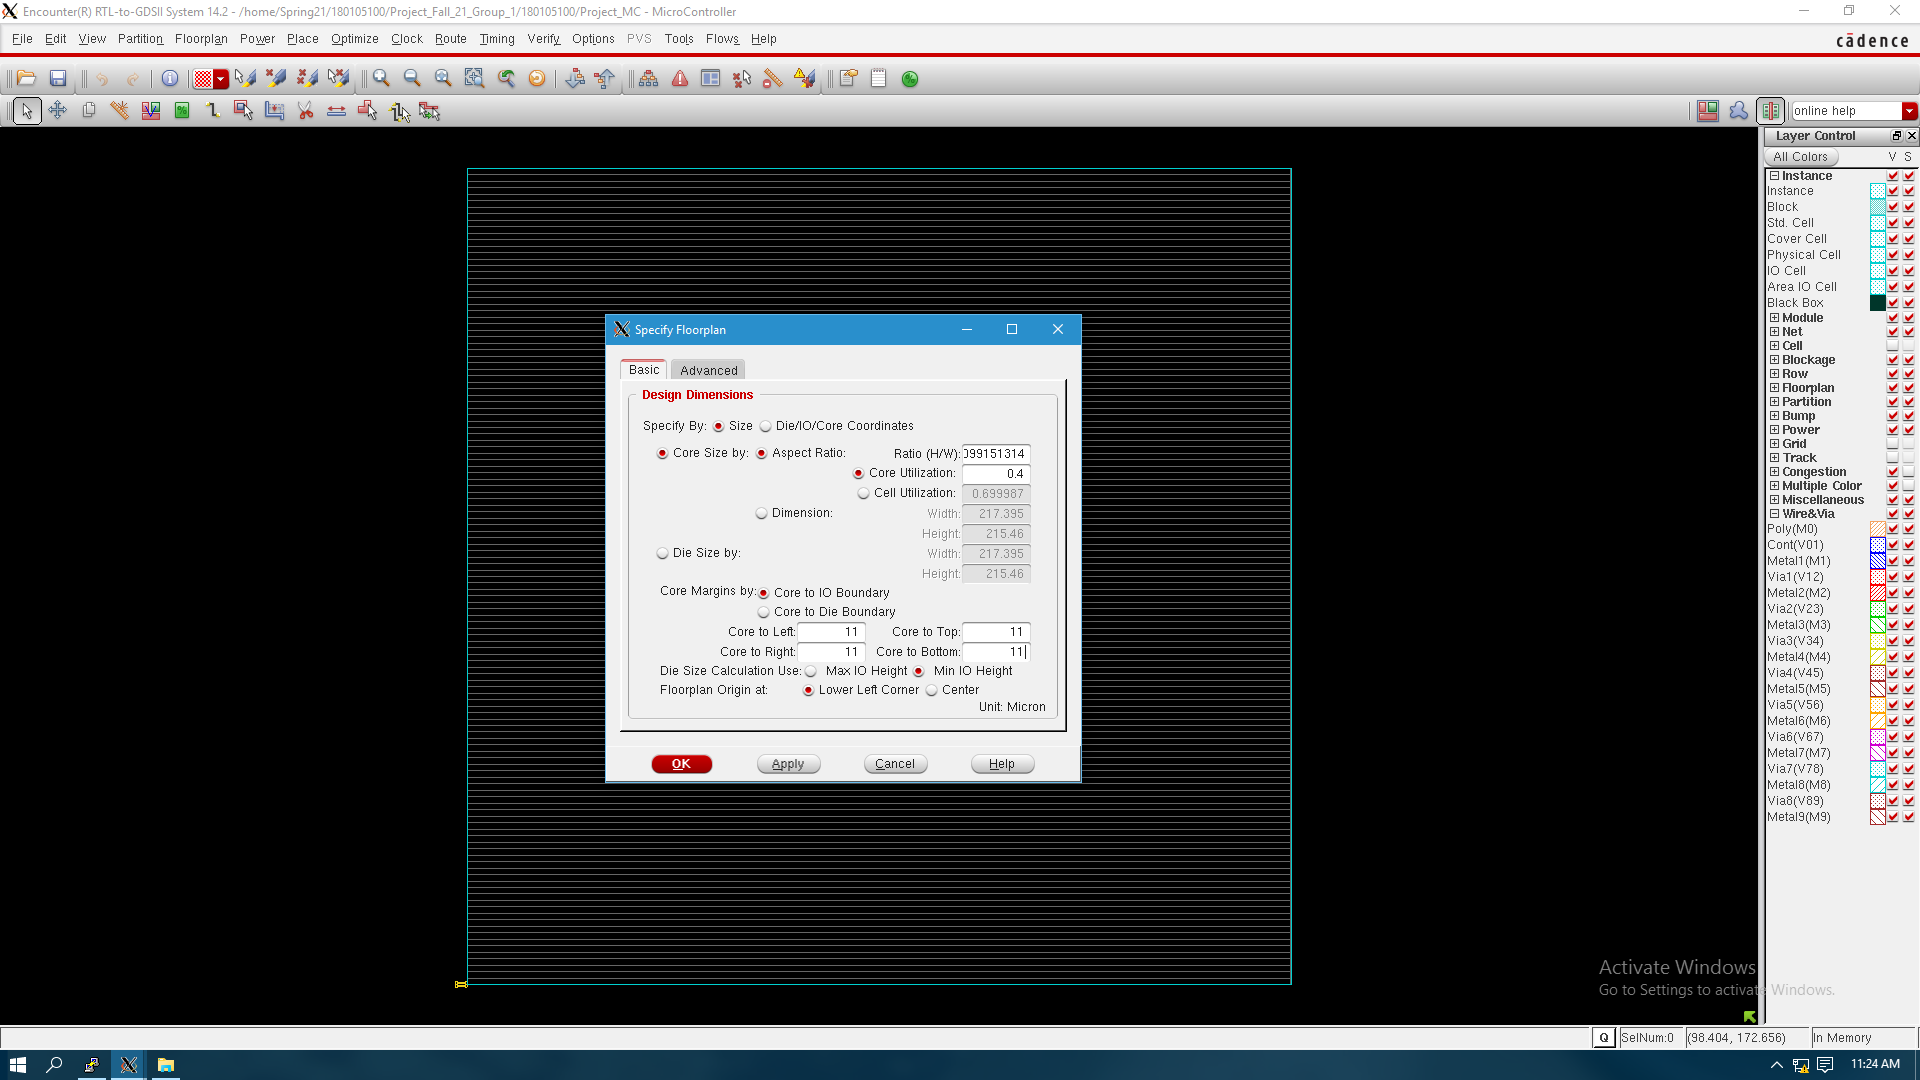 Encounter(R) RTL-to-GDSII System 14.2 - /home/Spring21/180105100/Project_Fall_21_Group_1/180105100/Project_MC - MicroController
File Edit View Partition Floorplan Power Place Optimize Clock Route Timing Verify Options PVS Tools Flows Help
cādence
online help
Layer Control
All Colors V S
Instance
Instance
Block
Std. Cell
Cover Cell
Physical Cell
IO Cell
Area IO Cell
Black Box
Module
Net
Cell
Blockage
Row
Floorplan
Partition
Bump
Power
Grid
Track
Congestion
Multiple Color
Miscellaneous
Wire&Via
Poly(M0)
Cont(V01)
Metal1(M1)
Via1(V12)
Metal2(M2)
Via2(V23)
Metal3(M3)
Via3(V34)
Metal4(M4)
Via4(V45)
Metal5(M5)
Via5(V56)
Metal6(M6)
Via6(V67)
Metal7(M7)
Via7(V78)
Metal8(M8)
Via8(V89)
Metal9(M9)
Specify Floorplan
Basic Advanced
Design Dimensions
Specify By: Size Die/IO/Core Coordinates
Core Size by: Aspect Ratio: Ratio (H/W): 099151314
Core Utilization: 0.4
Cell Utilization: 0.699987
Dimension: Width: 217.395
Height: 215.46
Die Size by: Width: 217.395
Height: 215.46
Core Margins by: Core to IO Boundary
Core to Die Boundary
Core to Left: 11 Core to Top: 11
Core to Right: 11 Core to Bottom: 11
Die Size Calculation Use: Max IO Height Min IO Height
Floorplan Origin at: Lower Left Corner Center
Unit: Micron
OK Apply Cancel Help
Activate Windows
Go to Settings to activate Windows.
Q SelNum:0 (98.404, 172.656) In Memory
11:24 AM